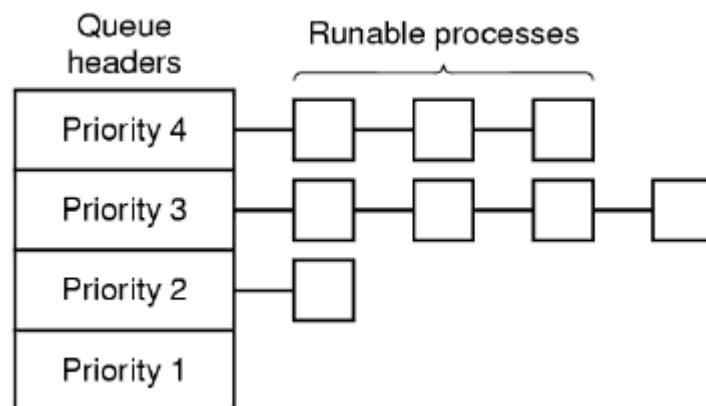 Queue
headers
Runable processes
Priority 4
Priority 3
Priority 2
Priority 1